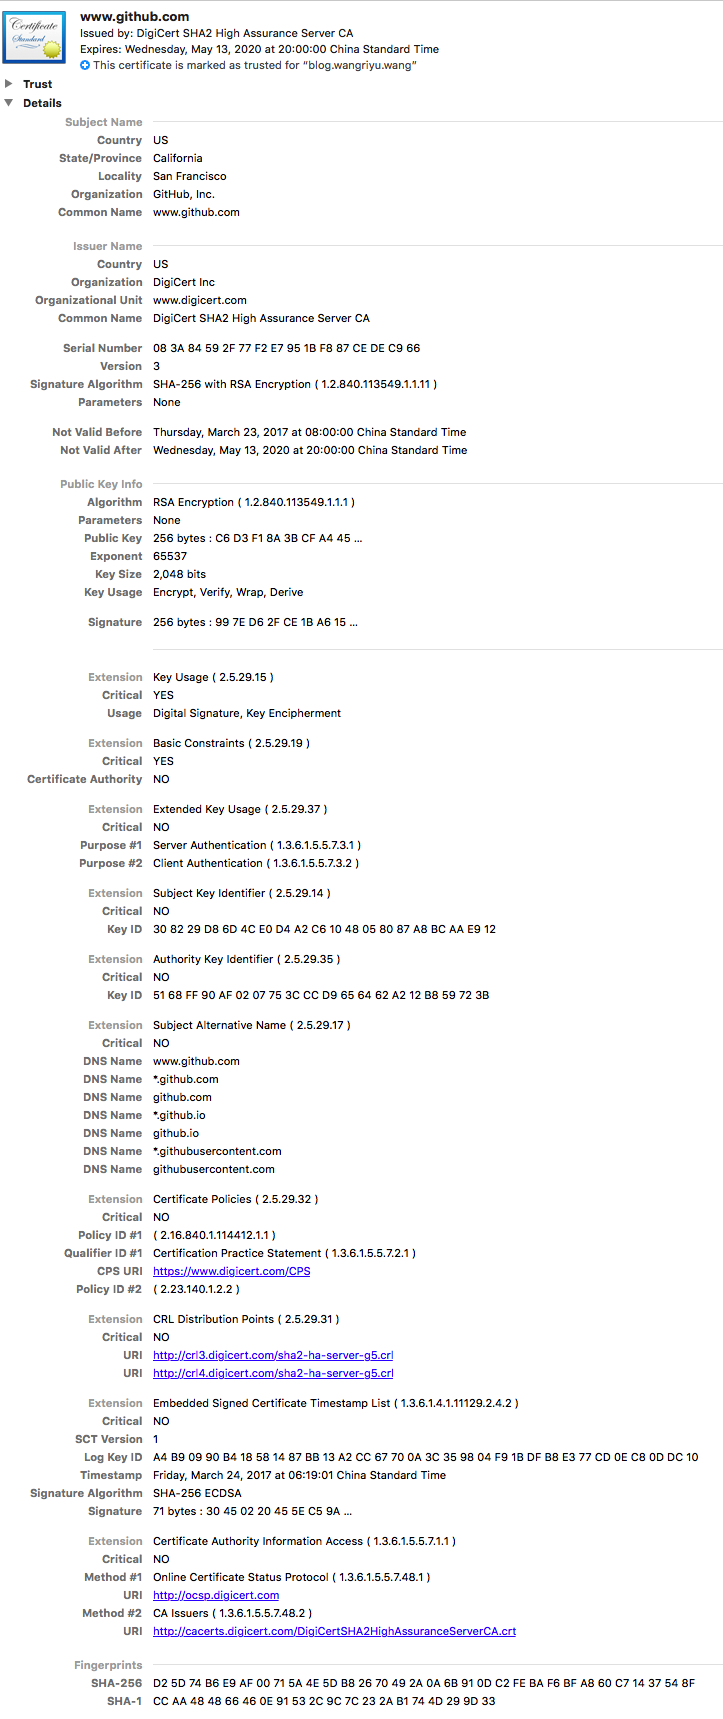 Certificate
Standard
www.github.com
Issued by: DigiCert SHA2 High Assurance Server CA
Expires: Wednesday, May 13, 2020 at 20:00:00 China Standard Time
This certificate is marked as trusted for “blog.wangriyu.wang”
Trust
Details
Subject Name
Country US
State/Province California
Locality San Francisco
Organization GitHub, Inc.
Common Name www.github.com
Issuer Name
Country US
Organization DigiCert Inc
Organizational Unit www.digicert.com
Common Name DigiCert SHA2 High Assurance Server CA
Serial Number 08 3A 84 59 2F 77 F2 E7 95 1B F8 87 CE DE C9 66
Version 3
Signature Algorithm SHA-256 with RSA Encryption ( 1.2.840.113549.1.1.11 )
Parameters None
Not Valid Before Thursday, March 23, 2017 at 08:00:00 China Standard Time
Not Valid After Wednesday, May 13, 2020 at 20:00:00 China Standard Time
Public Key Info
Algorithm RSA Encryption ( 1.2.840.113549.1.1.1 )
Parameters None
Public Key 256 bytes : C6 D3 F1 8A 3B CF A4 45 ...
Exponent 65537
Key Size 2,048 bits
Key Usage Encrypt, Verify, Wrap, Derive
Signature 256 bytes : 99 7E D6 2F CE 1B A6 15 ...
Extension Key Usage ( 2.5.29.15 )
Critical YES
Usage Digital Signature, Key Encipherment
Extension Basic Constraints ( 2.5.29.19 )
Critical YES
Certificate Authority NO
Extension Extended Key Usage ( 2.5.29.37 )
Critical NO
Purpose #1 Server Authentication ( 1.3.6.1.5.5.7.3.1 )
Purpose #2 Client Authentication ( 1.3.6.1.5.5.7.3.2 )
Extension Subject Key Identifier ( 2.5.29.14 )
Critical NO
Key ID 30 82 29 D8 6D 4C E0 D4 A2 C6 10 48 05 80 87 A8 BC AA E9 12
Extension Authority Key Identifier ( 2.5.29.35 )
Critical NO
Key ID 51 68 FF 90 AF 02 07 75 3C CC D9 65 64 62 A2 12 B8 59 72 3B
Extension Subject Alternative Name ( 2.5.29.17 )
Critical NO
DNS Name www.github.com
DNS Name *.github.com
DNS Name github.com
DNS Name *.github.io
DNS Name github.io
DNS Name *.githubusercontent.com
DNS Name githubusercontent.com
Extension Certificate Policies ( 2.5.29.32 )
Critical NO
Policy ID #1 ( 2.16.840.1.114412.1.1 )
Qualifier ID #1 Certification Practice Statement ( 1.3.6.1.5.5.7.2.1 )
CPS URI https://www.digicert.com/CPS
Policy ID #2 ( 2.23.140.1.2.2 )
Extension CRL Distribution Points ( 2.5.29.31 )
Critical NO
URI http://crl3.digicert.com/sha2-ha-server-g5.crl
URI http://crl4.digicert.com/sha2-ha-server-g5.crl
Extension Embedded Signed Certificate Timestamp List ( 1.3.6.1.4.1.11129.2.4.2 )
Critical NO
SCT Version 1
Log Key ID A4 B9 09 90 B4 18 58 14 87 BB 13 A2 CC 67 70 0A 3C 35 98 04 F9 1B DF B8 E3 77 CD 0E C8 0D DC 10
Timestamp Friday, March 24, 2017 at 06:19:01 China Standard Time
Signature Algorithm SHA-256 ECDSA
Signature 71 bytes : 30 45 02 20 45 5E C5 9A ...
Extension Certificate Authority Information Access ( 1.3.6.1.5.5.7.1.1 )
Critical NO
Method #1 Online Certificate Status Protocol ( 1.3.6.1.5.5.7.48.1 )
URI http://ocsp.digicert.com
Method #2 CA Issuers ( 1.3.6.1.5.5.7.48.2 )
URI http://cacerts.digicert.com/DigiCertSHA2HighAssuranceServerCA.crt
Fingerprints
SHA-256 D2 5D 74 B6 E9 AF 00 71 5A 4E 5D B8 26 70 49 2A 0A 6B 91 0D C2 FE BA F6 BF A8 60 C7 14 37 54 8F
SHA-1 CC AA 48 48 66 46 0E 91 53 2C 9C 7C 23 2A B1 74 4D 29 9D 33